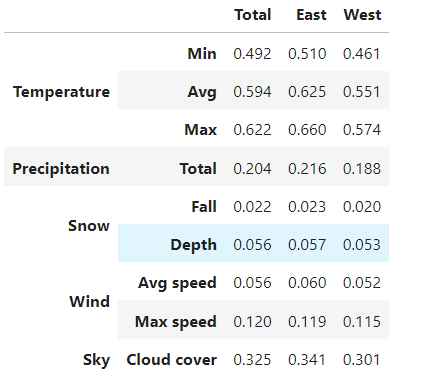 Total East West
Min 0.492 0.510 0.461
Temperature Avg 0.594 0.625 0.551
Max 0.622 0.660 0.574
Precipitation Total 0.204 0.216 0.188
Fall 0.022 0.023 0.020
Snow
Depth 0.056 0.057 0.053
Avg speed 0.056 0.060 0.052
Wind
Max speed 0.120 0.119 0.115
Sky Cloud cover 0.325 0.341 0.301